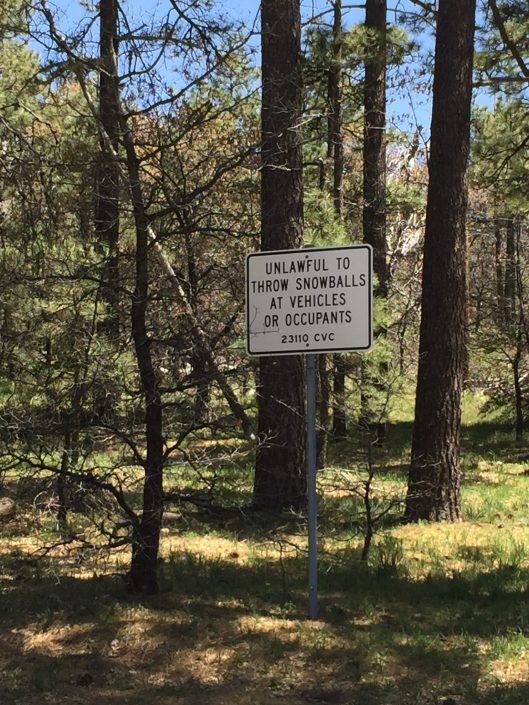 UNLAWFUL TO
THROW SNOWBALLS
AT VEHICLES
OR OCCUPANTS
23110 CVC